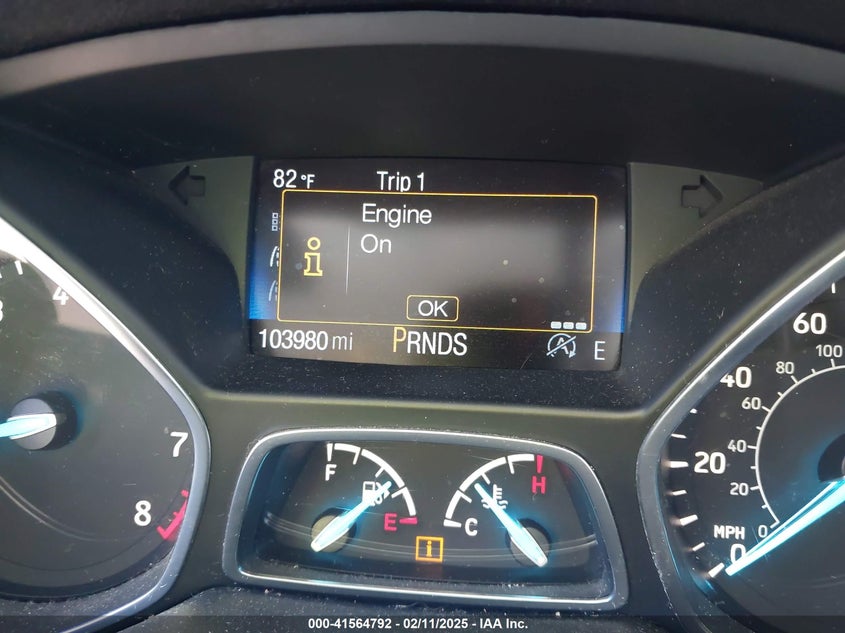 82 °F Trip 1
Engine
On
OK
103980 mi PRNDS E
4
7
8
F
E
C
H
60
40
20
0
MPH
100
80
60
40
20
0
000-41564792 - 02/11/2025 - IAA Inc.